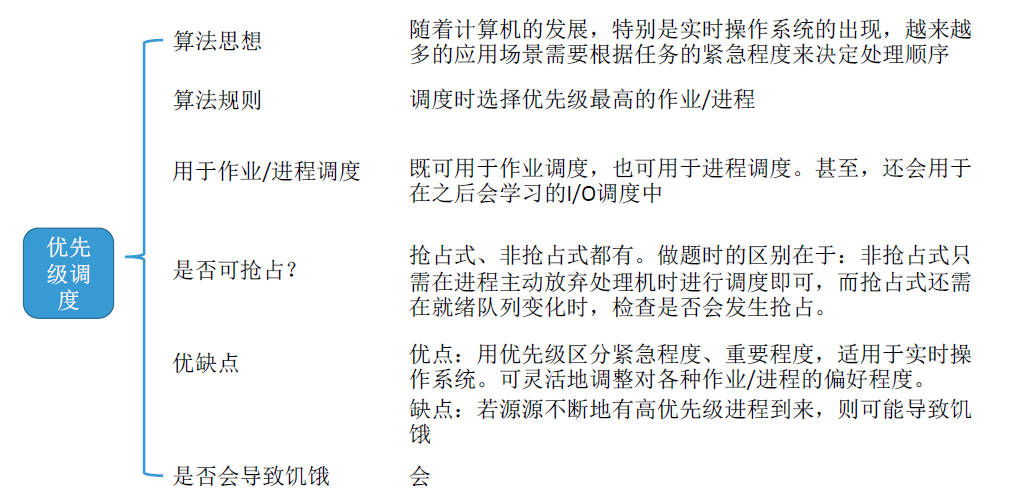 优先
级调
度
算法思想
随着计算机的发展，特别是实时操作系统的出现，越来越
多的应用场景需要根据任务的紧急程度来决定处理顺序
算法规则
调度时选择优先级最高的作业/进程
用于作业/进程调度
既可用于作业调度，也可用于进程调度。甚至，还会用于
在之后会学习的I/O调度中
是否可抢占？
抢占式、非抢占式都有。做题时的区别在于：非抢占式只
需在进程主动放弃处理机时进行调度即可，而抢占式还需
在就绪队列变化时，检查是否会发生抢占。
优缺点
优点：用优先级区分紧急程度、重要程度，适用于实时操
作系统。可灵活地调整对各种作业/进程的偏好程度。
缺点：若源源不断地有高优先级进程到来，则可能导致饥
饿
是否会导致饥饿
会